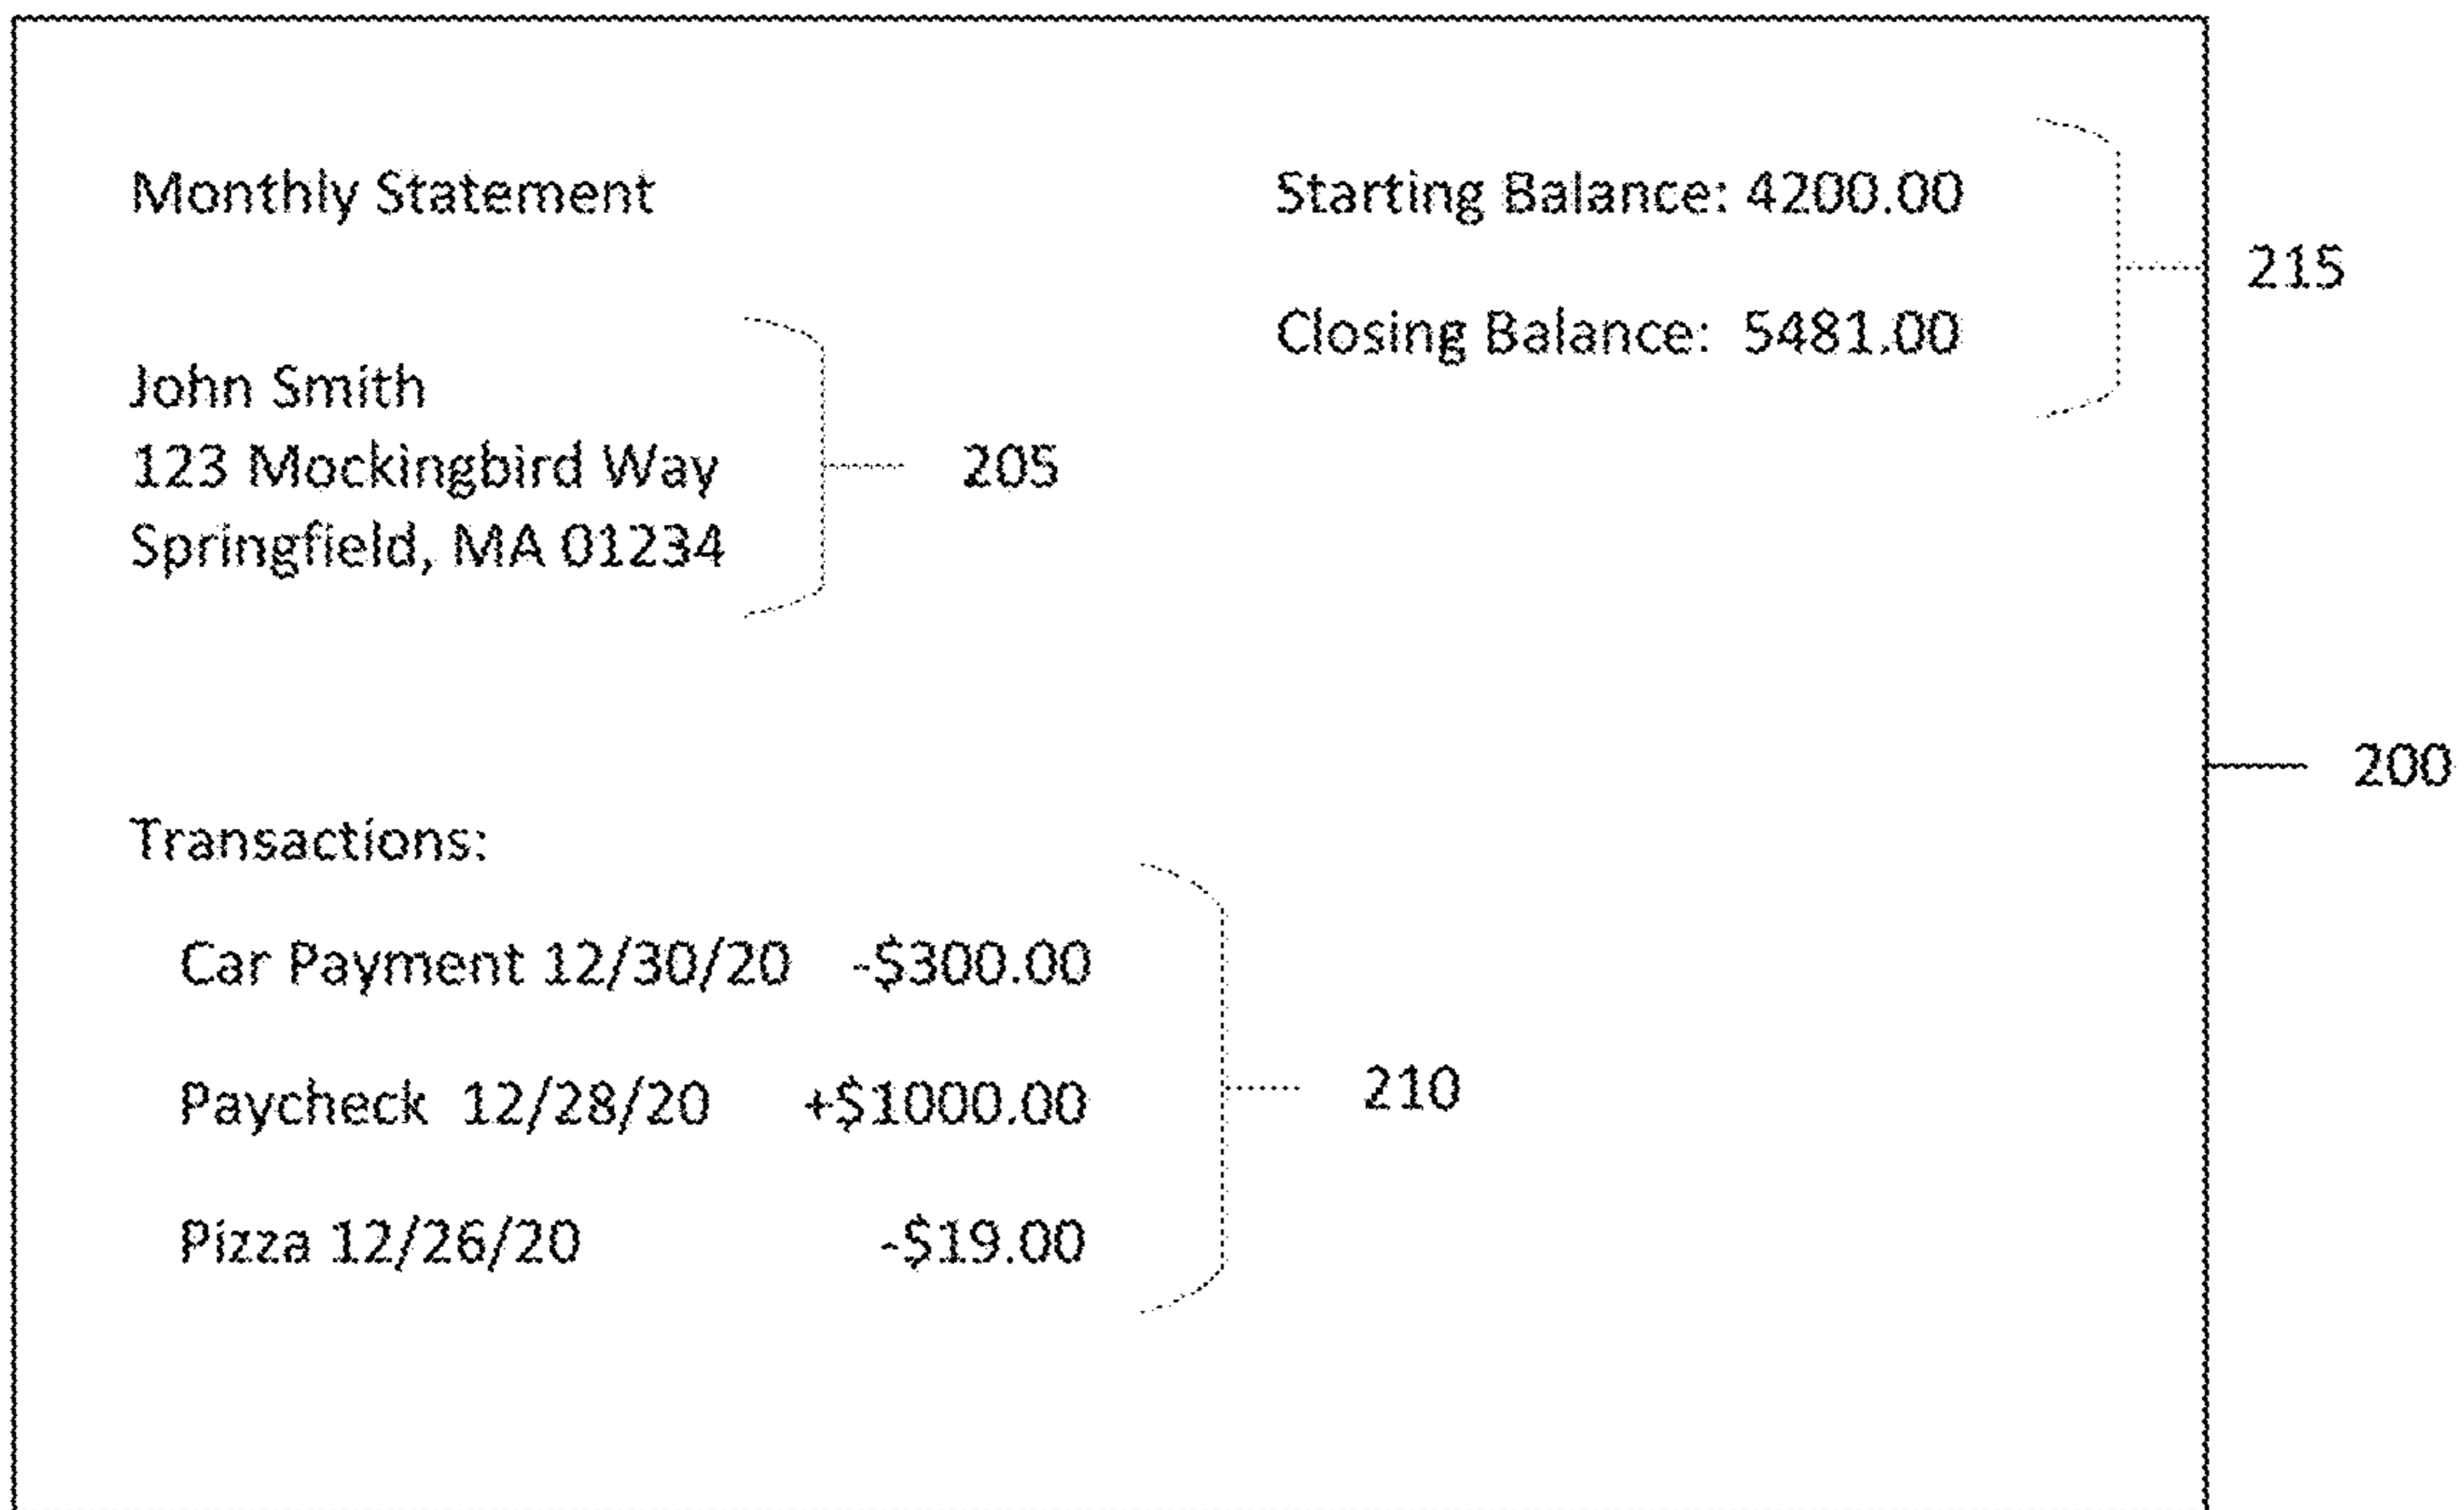 Monthly Statement
Starting Balance: 4200.00
215
Closing Balance: 5481.00
John Smith
123 Mockingbird Way
205
Springfield, MA 01234
200
Transactions:
Car Payment 12/30/20 -$300.00
Paycheck 12/28/20 +$1000.00
210
Pizza 12/26/20 -$19.00